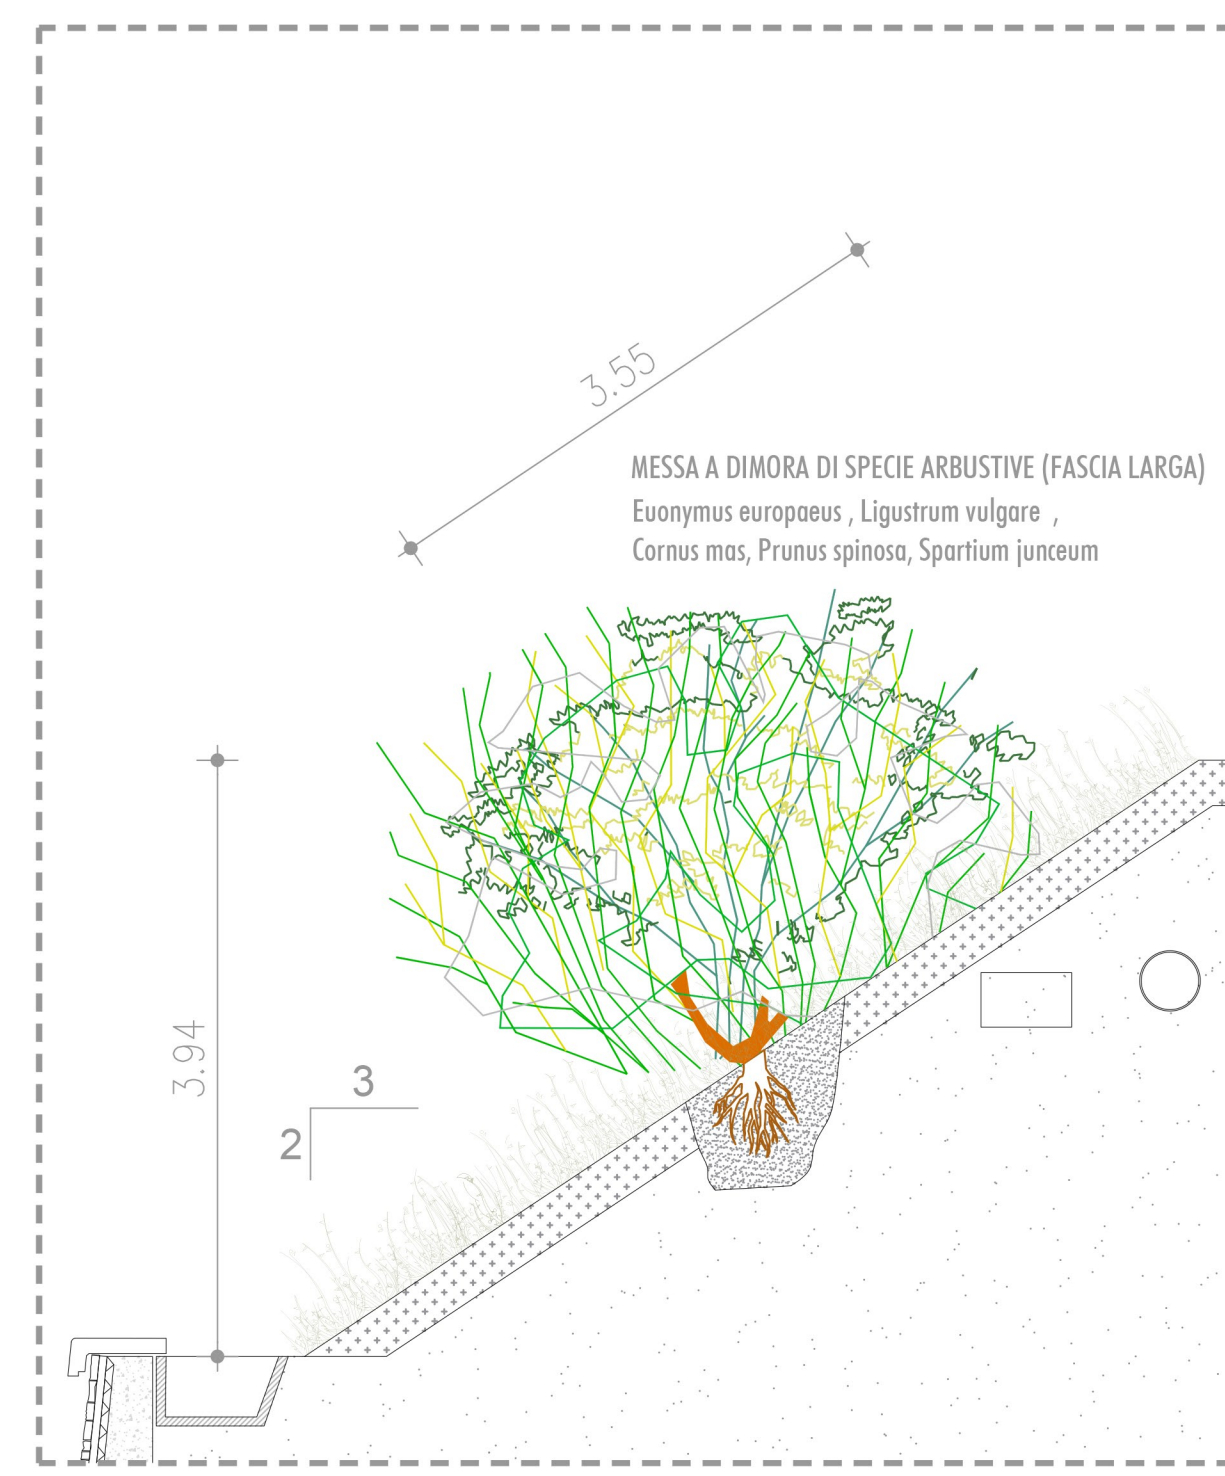 3.55
MESSA A DIMORA DI SPECIE ARBUSTIVE (FASCIA LARGA)
Euonymus europaeus , Ligustrum vulgare ,
Cornus mas, Prunus spinosa, Spartium junceum
3.94
3
2